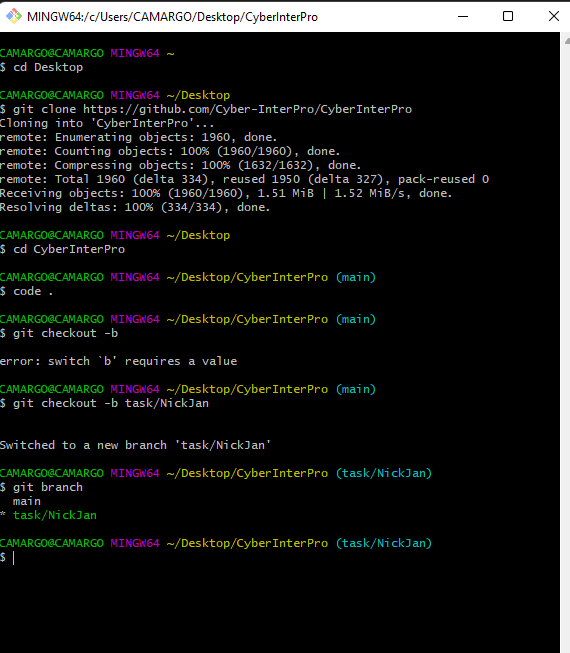 MINGW64:/c/Users/CAMARGO/Desktop/CyberInterPro
CAMARGO@CAMARGO MINGW64 ~
$ cd Desktop
CAMARGO@CAMARGO MINGW64 ~/Desktop
$ git clone https://github.com/Cyber-InterPro/CyberInterPro
Cloning into 'CyberInterPro'...
remote: Enumerating objects: 1960, done.
remote: Counting objects: 100% (1960/1960), done.
remote: Compressing objects: 100% (1632/1632), done.
remote: Total 1960 (delta 334), reused 1950 (delta 327), pack-reused 0
Receiving objects: 100% (1960/1960), 1.51 MiB | 1.52 MiB/s, done.
Resolving deltas: 100% (334/334), done.
CAMARGO@CAMARGO MINGW64 ~/Desktop
$ cd CyberInterPro
CAMARGO@CAMARGO MINGW64 ~/Desktop/CyberInterPro (main)
$ code .
CAMARGO@CAMARGO MINGW64 ~/Desktop/CyberInterPro (main)
$ git checkout -b
error: switch `b' requires a value
CAMARGO@CAMARGO MINGW64 ~/Desktop/CyberInterPro (main)
$ git checkout -b task/NickJan
Switched to a new branch 'task/NickJan'
CAMARGO@CAMARGO MINGW64 ~/Desktop/CyberInterPro (task/NickJan)
$ git branch
main
* task/NickJan
CAMARGO@CAMARGO MINGW64 ~/Desktop/CyberInterPro (task/NickJan)
$